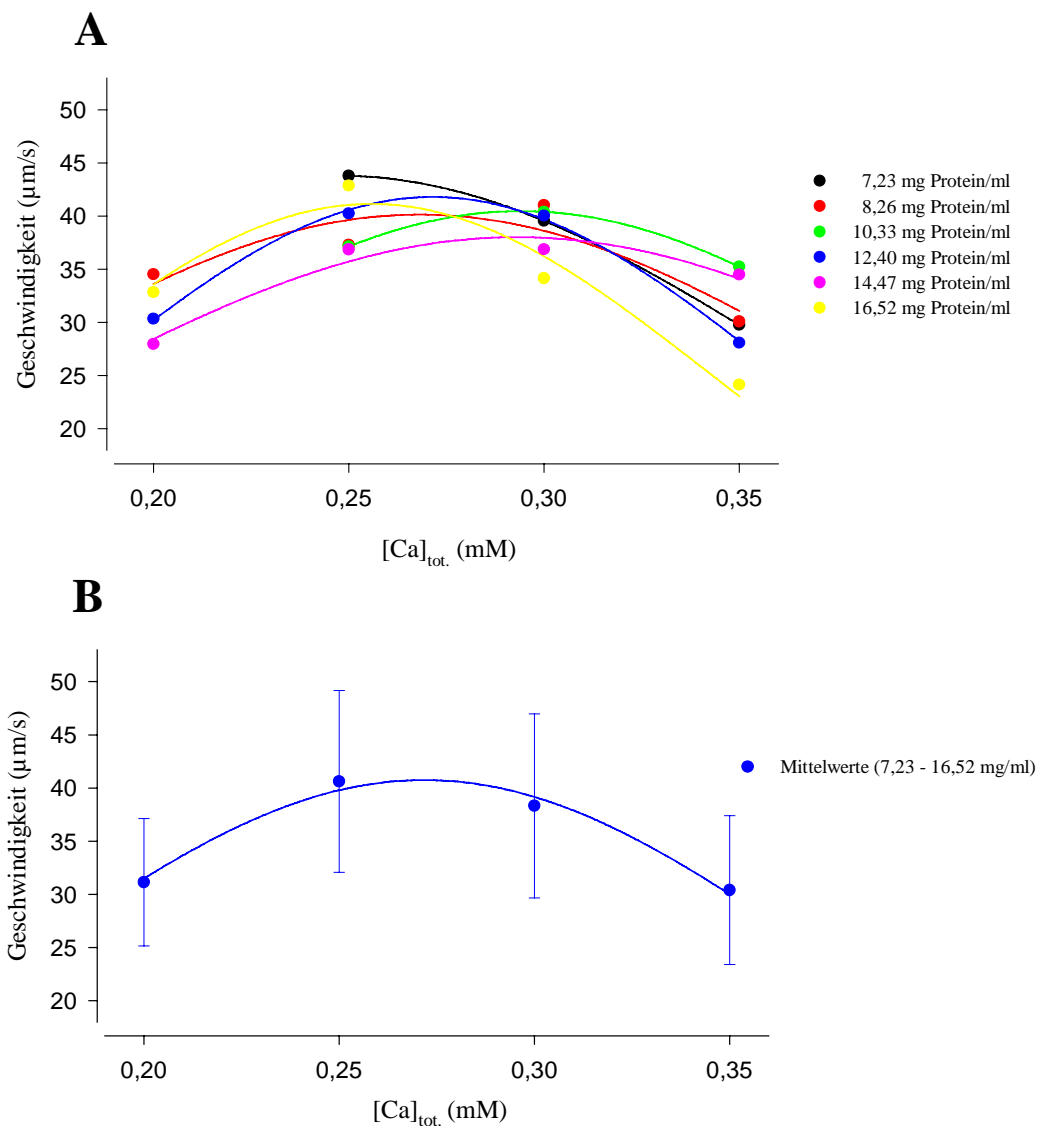 A
50
45
40
35
30
25
20
Geschwindigkeit (µm/s)
0,20 0,25 0,30 0,35
[Ca]tot. (mM)
7,23 mg Protein/ml
8,26 mg Protein/ml
10,33 mg Protein/ml
12,40 mg Protein/ml
14,47 mg Protein/ml
16,52 mg Protein/ml
B
50
45
40
35
30
25
20
Geschwindigkeit (µm/s)
0,20 0,25 0,30 0,35
[Ca]tot. (mM)
Mittelwerte (7,23 - 16,52 mg/ml)